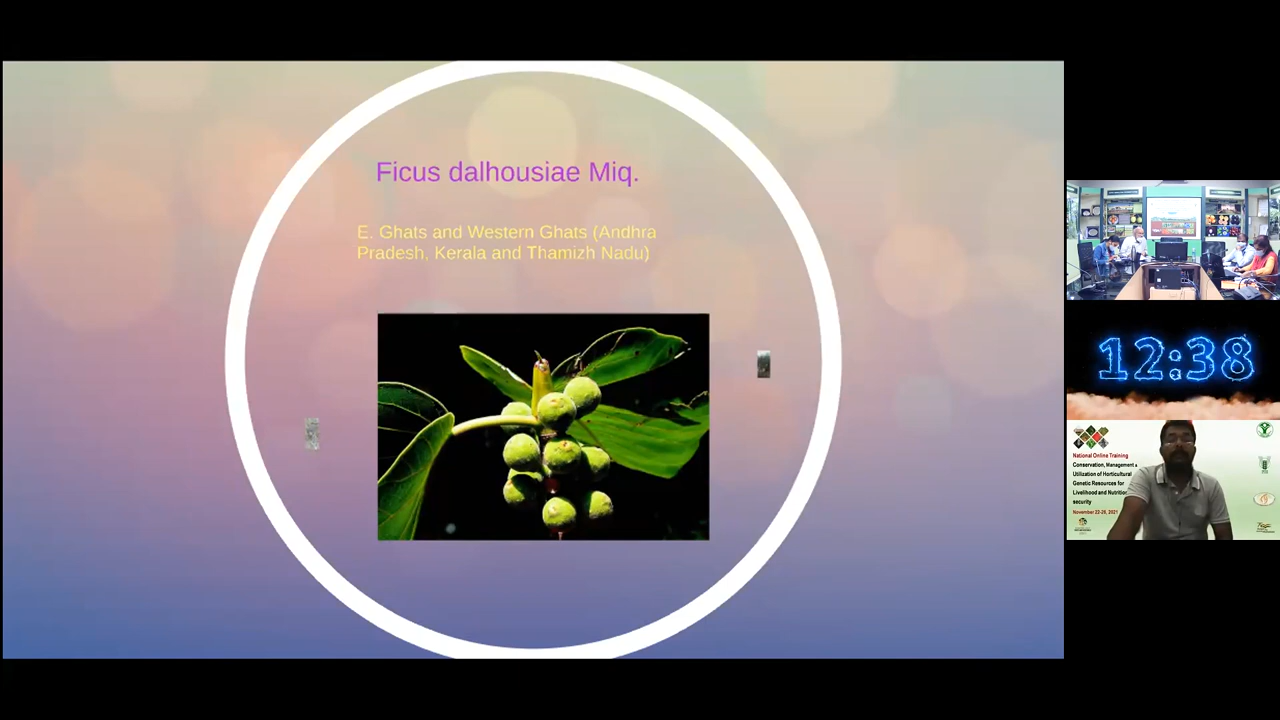 Ficus dalhousiae Miq.
E. Ghats and Western Ghats (Andhra
Pradesh, Kerala and Thamizh Nadu)
12:38
National Online Training
Conservation, Management &
Utilization of Horticultural
Genetic Resources for
Livelihood and Nutrition
security
November 22-26, 2021